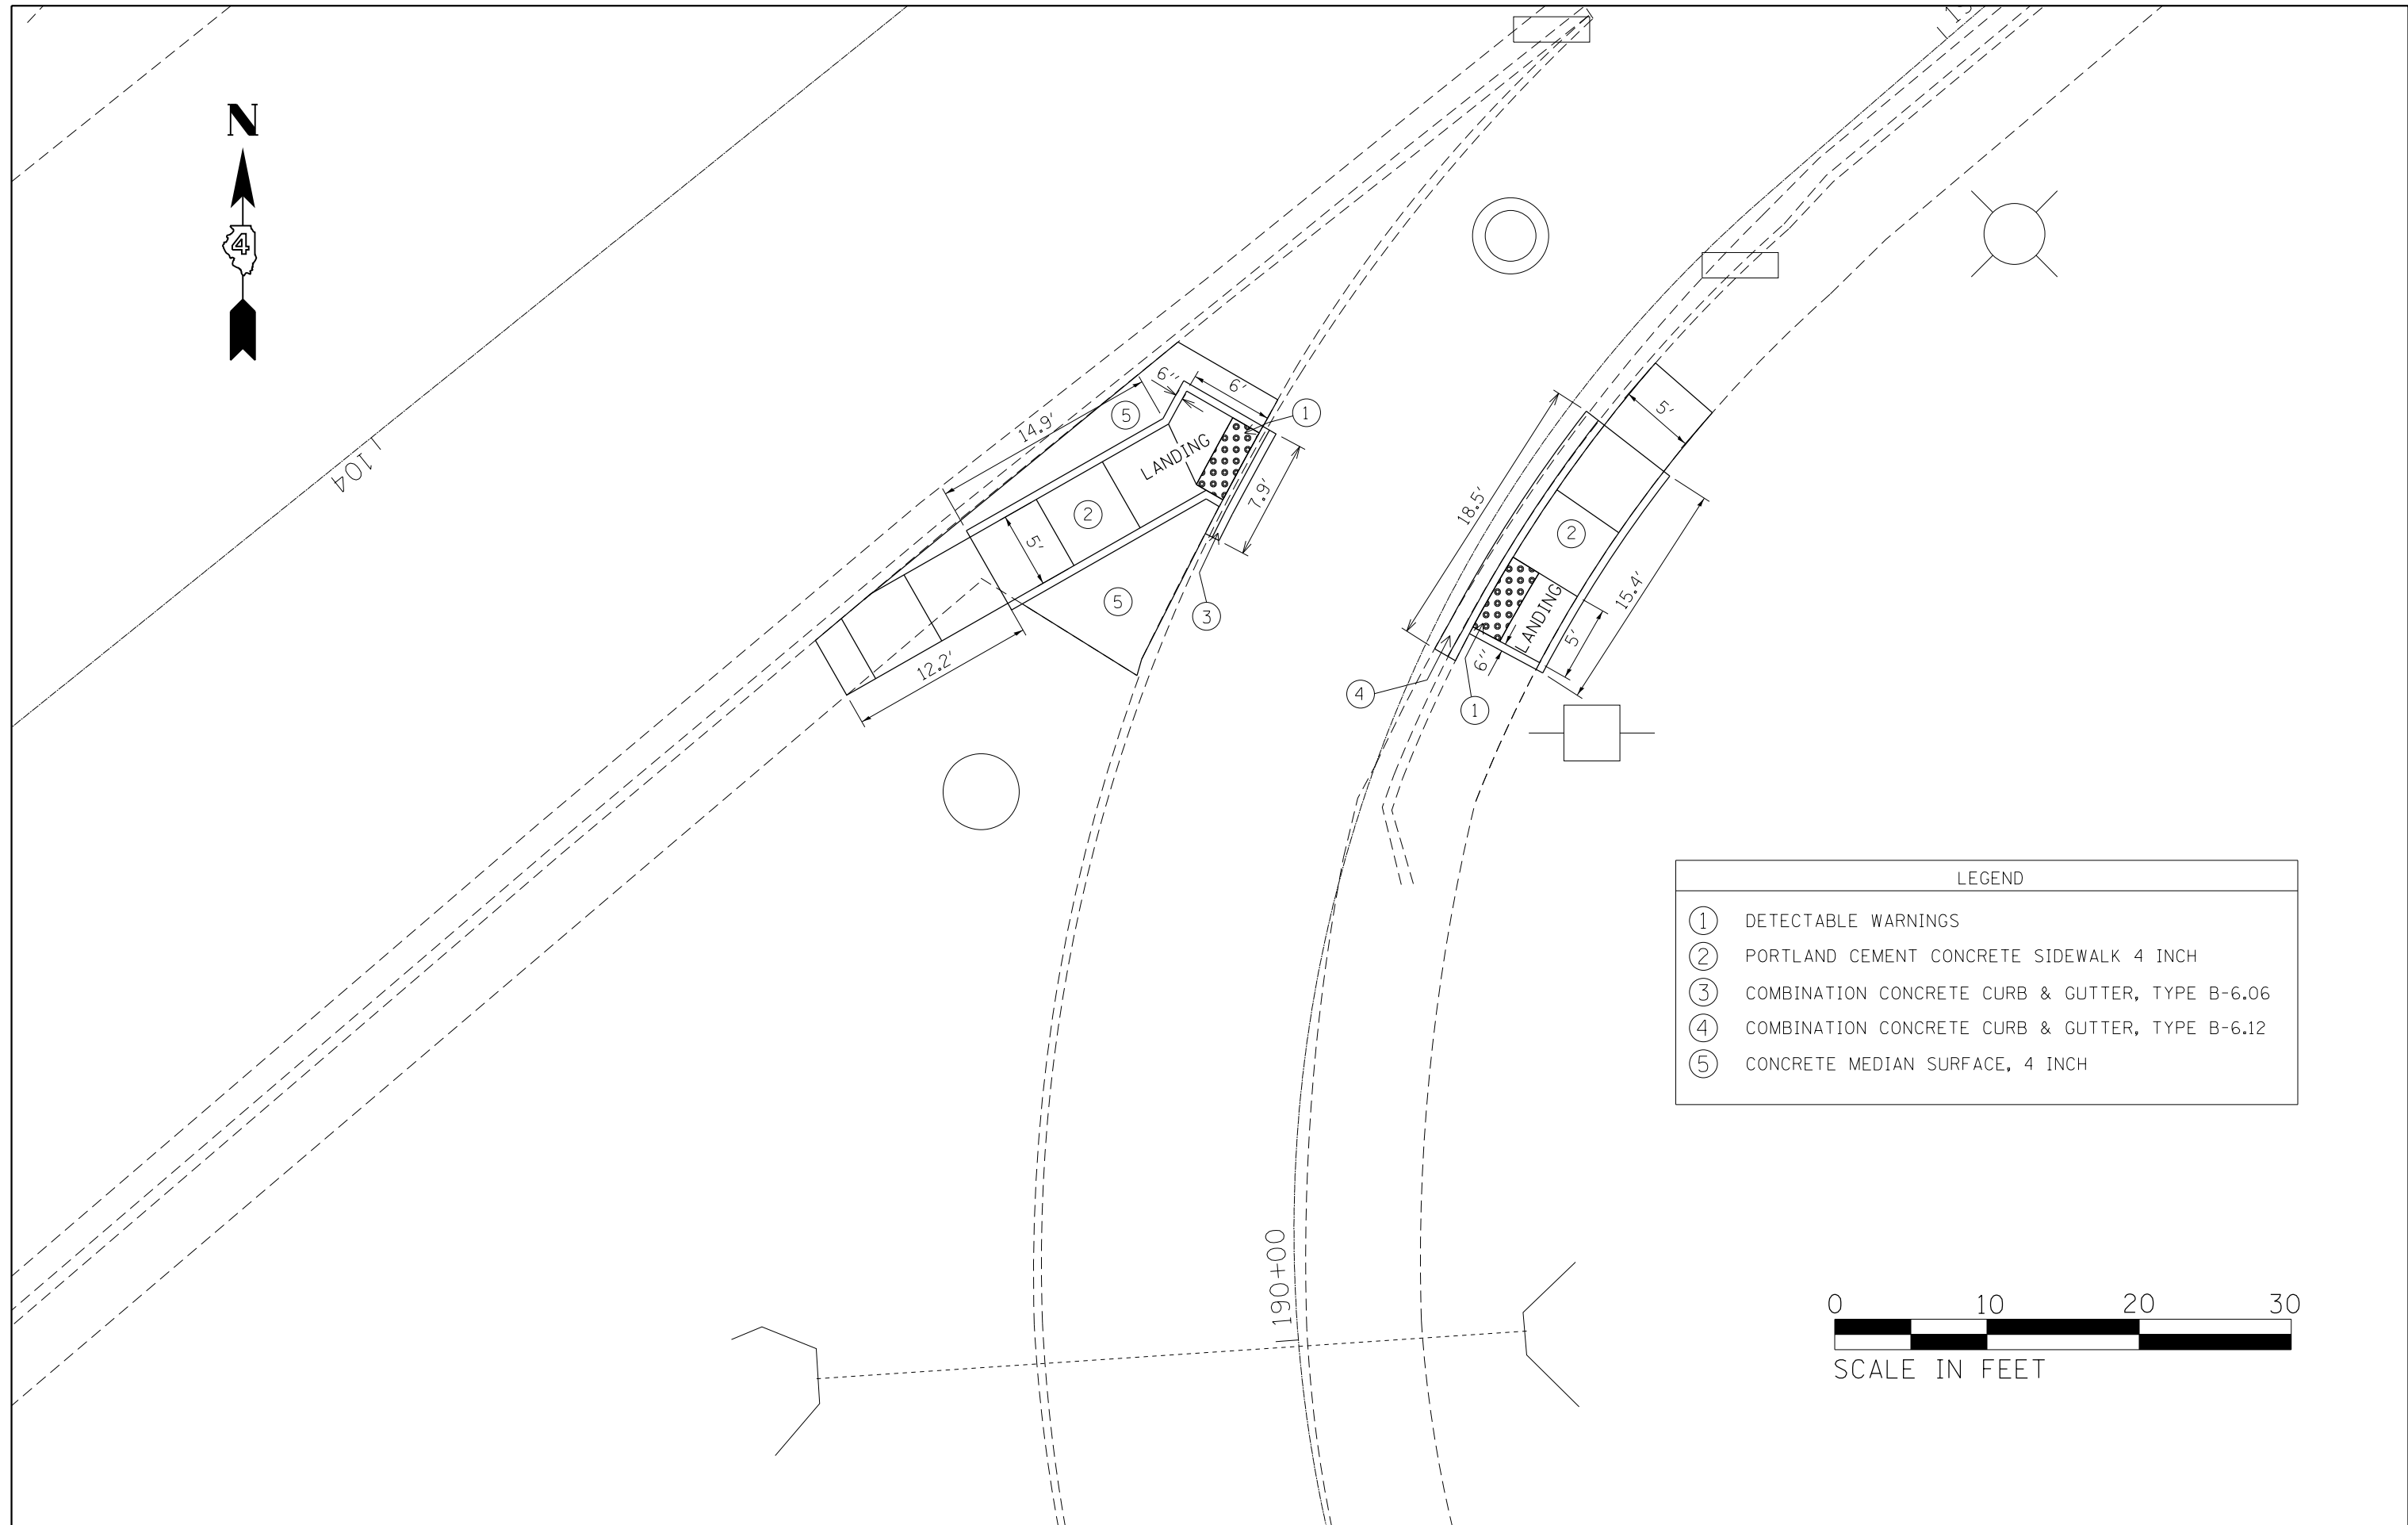 N
4
104
14.9'
6''
6'
5
1
LANDING
7.9'
2
5'
5
3
12.2'
5'
18.5'
2
15.4'
LANDING
5'
6''
4
1
190+00
LEGEND
1 DETECTABLE WARNINGS
2 PORTLAND CEMENT CONCRETE SIDEWALK 4 INCH
3 COMBINATION CONCRETE CURB & GUTTER, TYPE B-6.06
4 COMBINATION CONCRETE CURB & GUTTER, TYPE B-6.12
5 CONCRETE MEDIAN SURFACE, 4 INCH
0 10 20 30
SCALE IN FEET